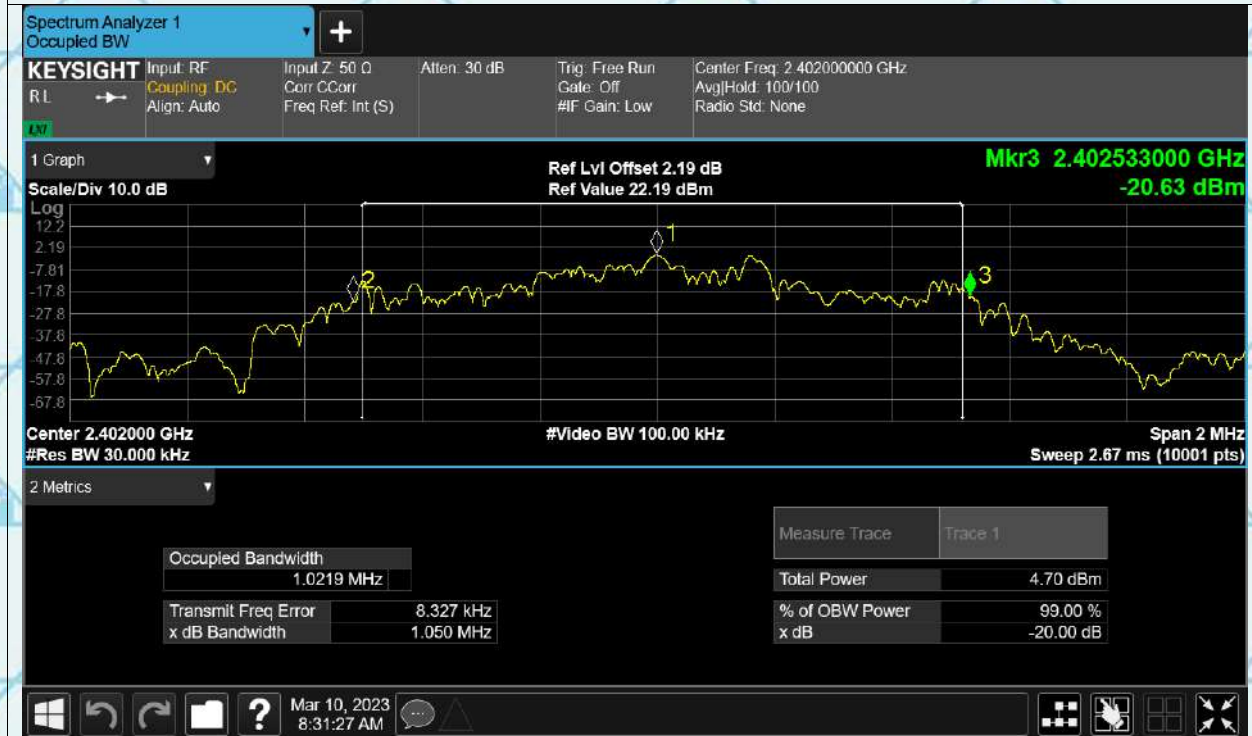 Spectrum Analyzer 1
Occupied BW
+
KEYSIGHT
RL
LXI
Input: RF
Coupling: DC
Align: Auto
Input Z: 50 Ω
Corr CCorr
Freq Ref: Int (S)
Atten: 30 dB
Trig: Free Run
Gate: Off
#IF Gain: Low
Center Freq: 2.402000000 GHz
Avg|Hold: 100/100
Radio Std: None
1 Graph
Scale/Div 10.0 dB
Ref Lvl Offset 2.19 dB
Ref Value 22.19 dBm
Mkr3 2.402533000 GHz
-20.63 dBm
Log
12.2
2.19
-7.81
-17.8
-27.8
-37.8
-47.8
-57.8
-67.8
1
2
3
Center 2.402000 GHz
#Video BW 100.00 kHz
Span 2 MHz
#Res BW 30.000 kHz
Sweep 2.67 ms (10001 pts)
2 Metrics
Measure Trace Trace 1
Occupied Bandwidth
1.0219 MHz
Total Power 4.70 dBm
Transmit Freq Error 8.327 kHz
% of OBW Power 99.00 %
x dB Bandwidth 1.050 MHz
x dB -20.00 dB
?
Mar 10, 2023
8:31:27 AM